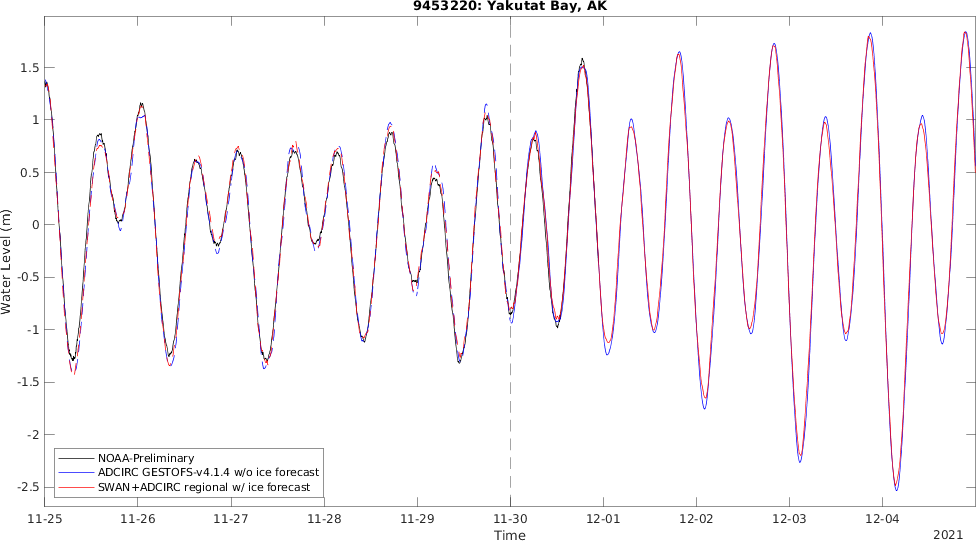 9453220: Yakutat Bay, AK
Water Level (m)
1.5
1
0.5
0
-0.5
-1
-1.5
-2
-2.5
NOAA-Preliminary
ADCIRC GESTOFS-v4.1.4 w/o ice forecast
SWAN+ADCIRC regional w/ ice forecast
11-25 11-26 11-27 11-28 11-29 11-30 12-01 12-02 12-03 12-04
Time
2021